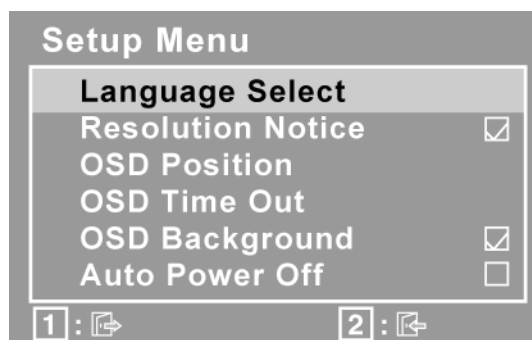 Setup Menu
Language Select
Resolution Notice
OSD Position
OSD Time Out
OSD Background
Auto Power Off
1 : 2 :